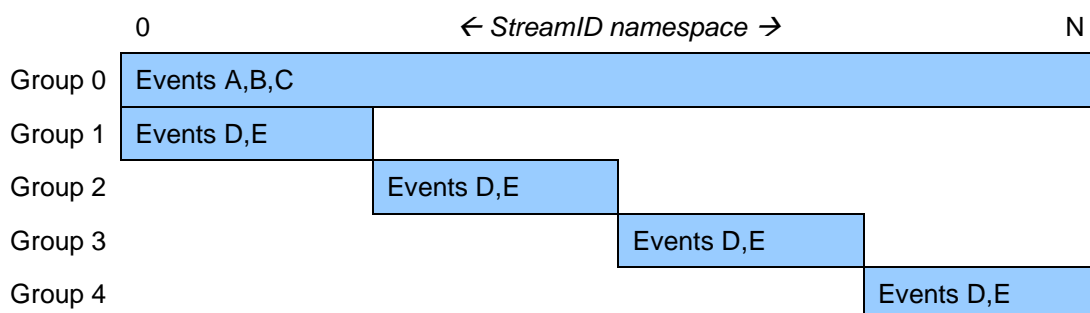 0 ← StreamID namespace → N
Group 0 Events A,B,C
Group 1 Events D,E
Group 2 Events D,E
Group 3 Events D,E
Group 4 Events D,E